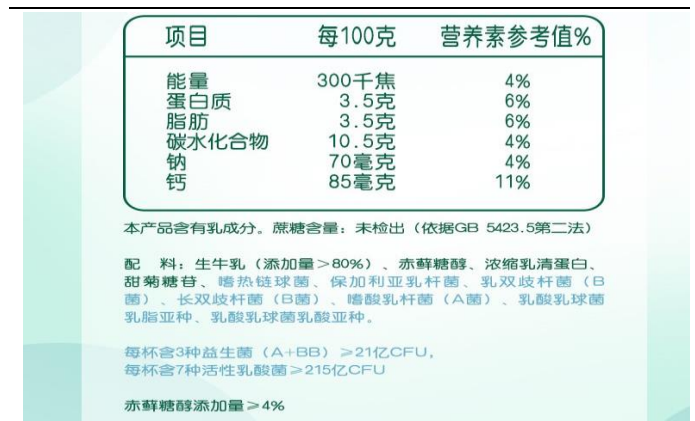 项目 每100克 营养素参考值%
能量 300千焦 4%
蛋白质 3.5克 6%
脂肪 3.5克 6%
碳水化合物 10.5克 4%
钠 70毫克 4%
钙 85毫克 11%
本产品含有乳成分。蔗糖含量：未检出（依据GB 5423.5第二法）
配 料：生牛乳（添加量>80%）、赤藓糖醇、浓缩乳清蛋白、
甜菊糖苷、嗜热链球菌、保加利亚乳杆菌、乳双歧杆菌（B
菌）、长双歧杆菌（B菌）、嗜酸乳杆菌（A菌）、乳酸乳球菌
乳脂亚种、乳酸乳球菌乳酸亚种。
每杯含3种益生菌（A+BB）≥21亿CFU，
每杯含7种活性乳酸菌≥215亿CFU
赤藓糖醇添加量≥4%